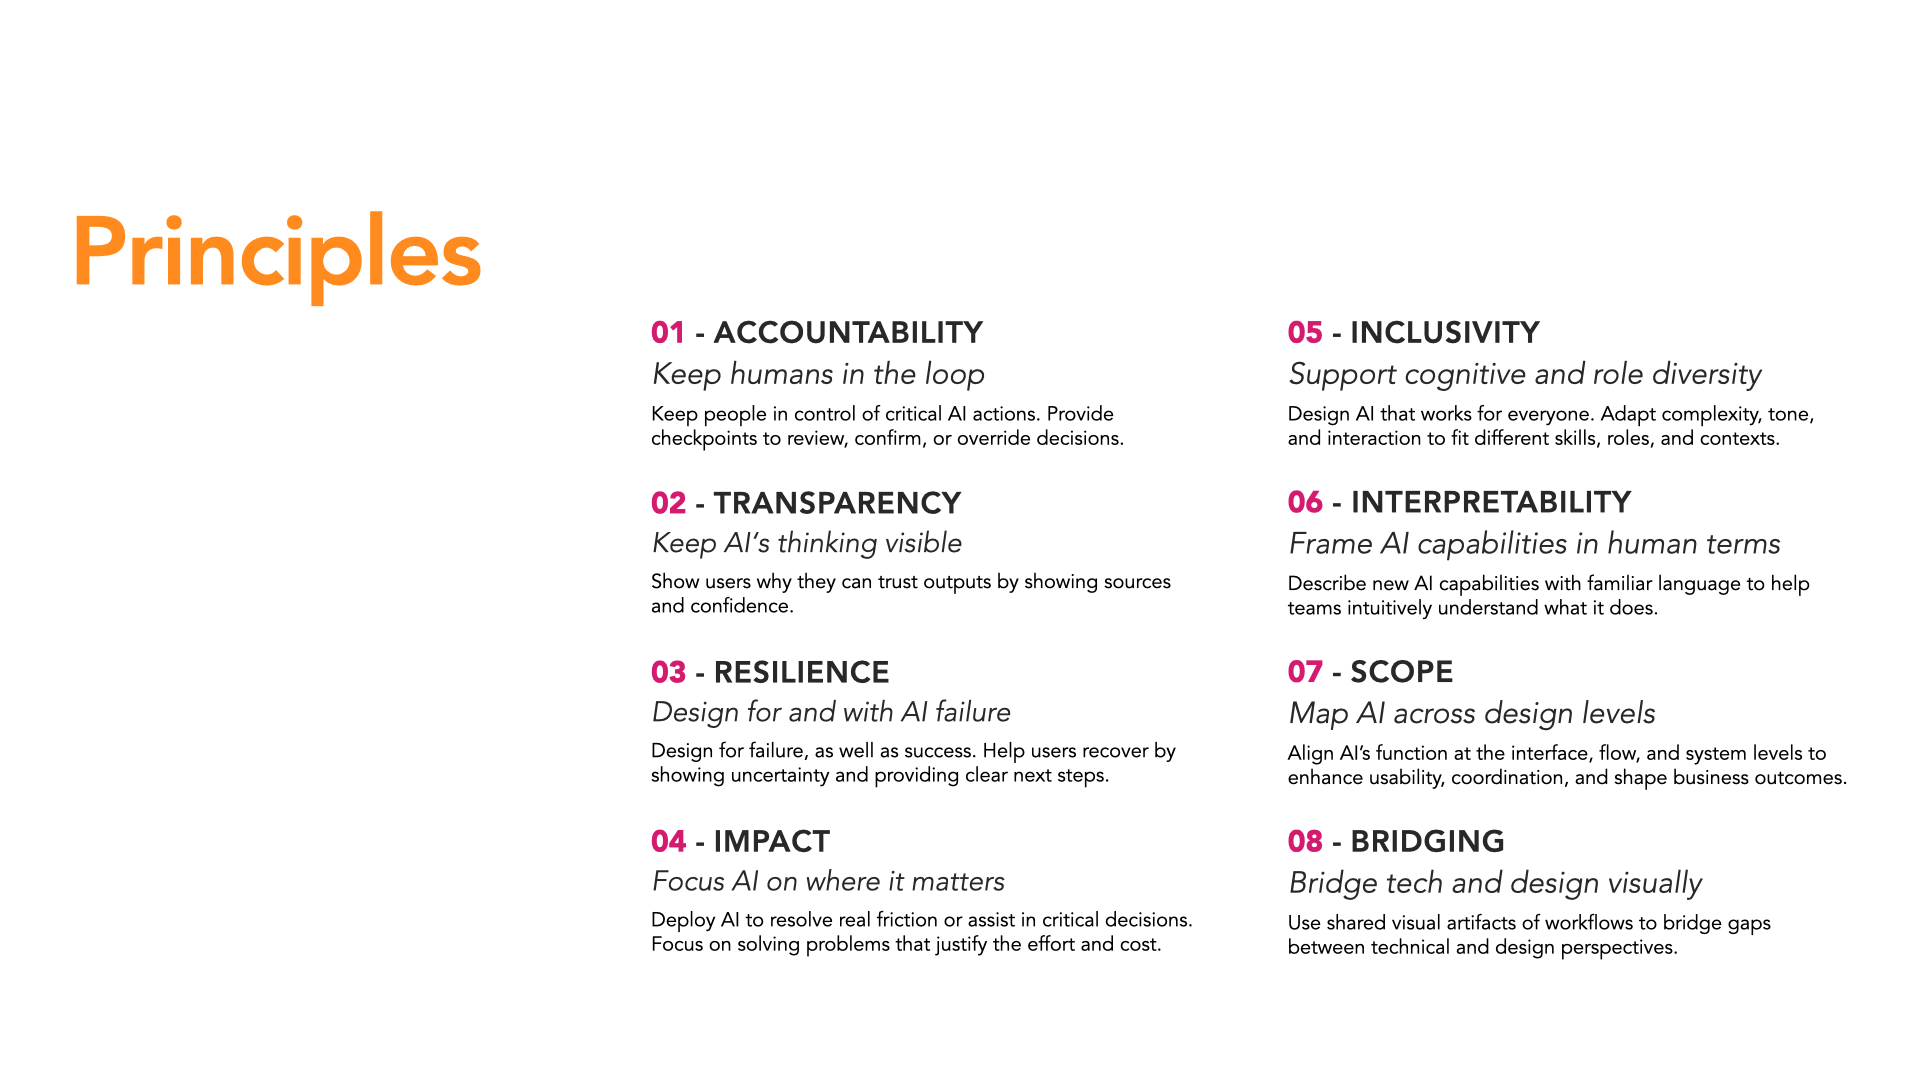 Principles
01 - ACCOUNTABILITY
Keep humans in the loop
Keep people in control of critical AI actions. Provide
checkpoints to review, confirm, or override decisions.
02 - TRANSPARENCY
Keep AI’s thinking visible
Show users why they can trust outputs by showing sources
and confidence.
03 - RESILIENCE
Design for and with AI failure
Design for failure, as well as success. Help users recover by
showing uncertainty and providing clear next steps.
04 - IMPACT
Focus AI on where it matters
Deploy AI to resolve real friction or assist in critical decisions.
Focus on solving problems that justify the effort and cost.
05 - INCLUSIVITY
Support cognitive and role diversity
Design AI that works for everyone. Adapt complexity, tone,
and interaction to fit different skills, roles, and contexts.
06 - INTERPRETABILITY
Frame AI capabilities in human terms
Describe new AI capabilities with familiar language to help
teams intuitively understand what it does.
07 - SCOPE
Map AI across design levels
Align AI’s function at the interface, flow, and system levels to
enhance usability, coordination, and shape business outcomes.
08 - BRIDGING
Bridge tech and design visually
Use shared visual artifacts of workflows to bridge gaps
between technical and design perspectives.